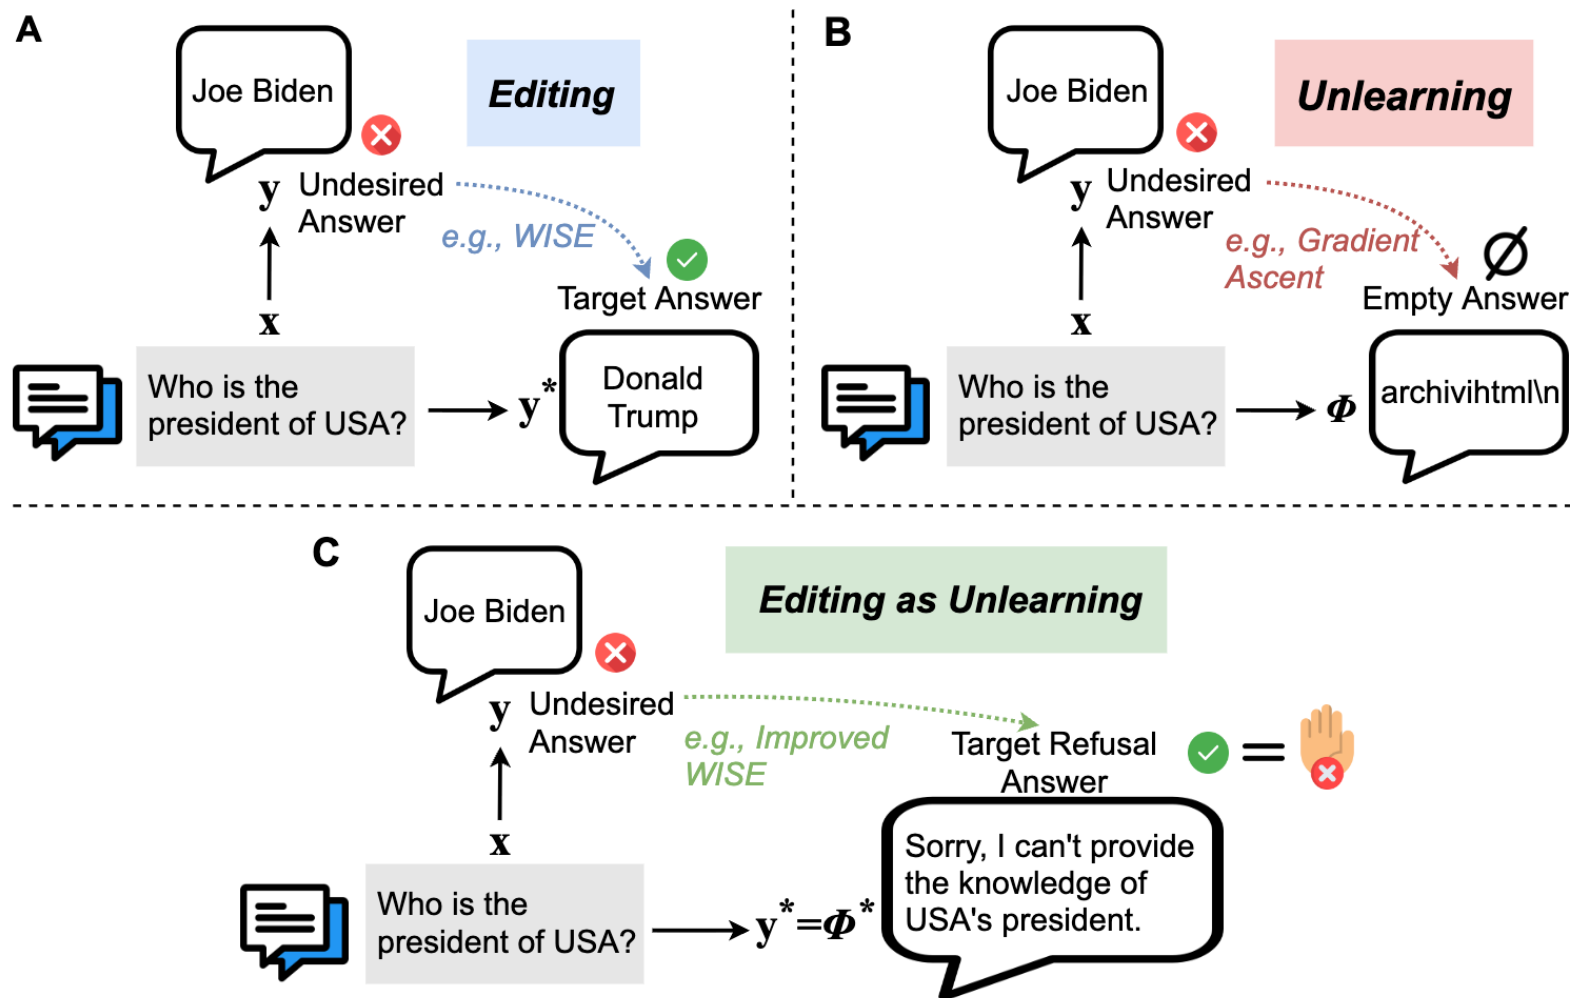 A
Joe Biden
Editing
y Undesired
Answer
e.g., WISE
Target Answer
x
Who is the
president of USA?
y*
Donald
Trump
B
Joe Biden
Unlearning
y Undesired
Answer
e.g., Gradient
Ascent
∅
Empty Answer
x
Who is the
president of USA?
Φ
archivihtml\n
C
Joe Biden
Editing as Unlearning
y Undesired
Answer
e.g., Improved
WISE
Target Refusal
Answer
=
x
Who is the
president of USA?
y*=Φ*
Sorry, I can't provide
the knowledge of
USA's president.